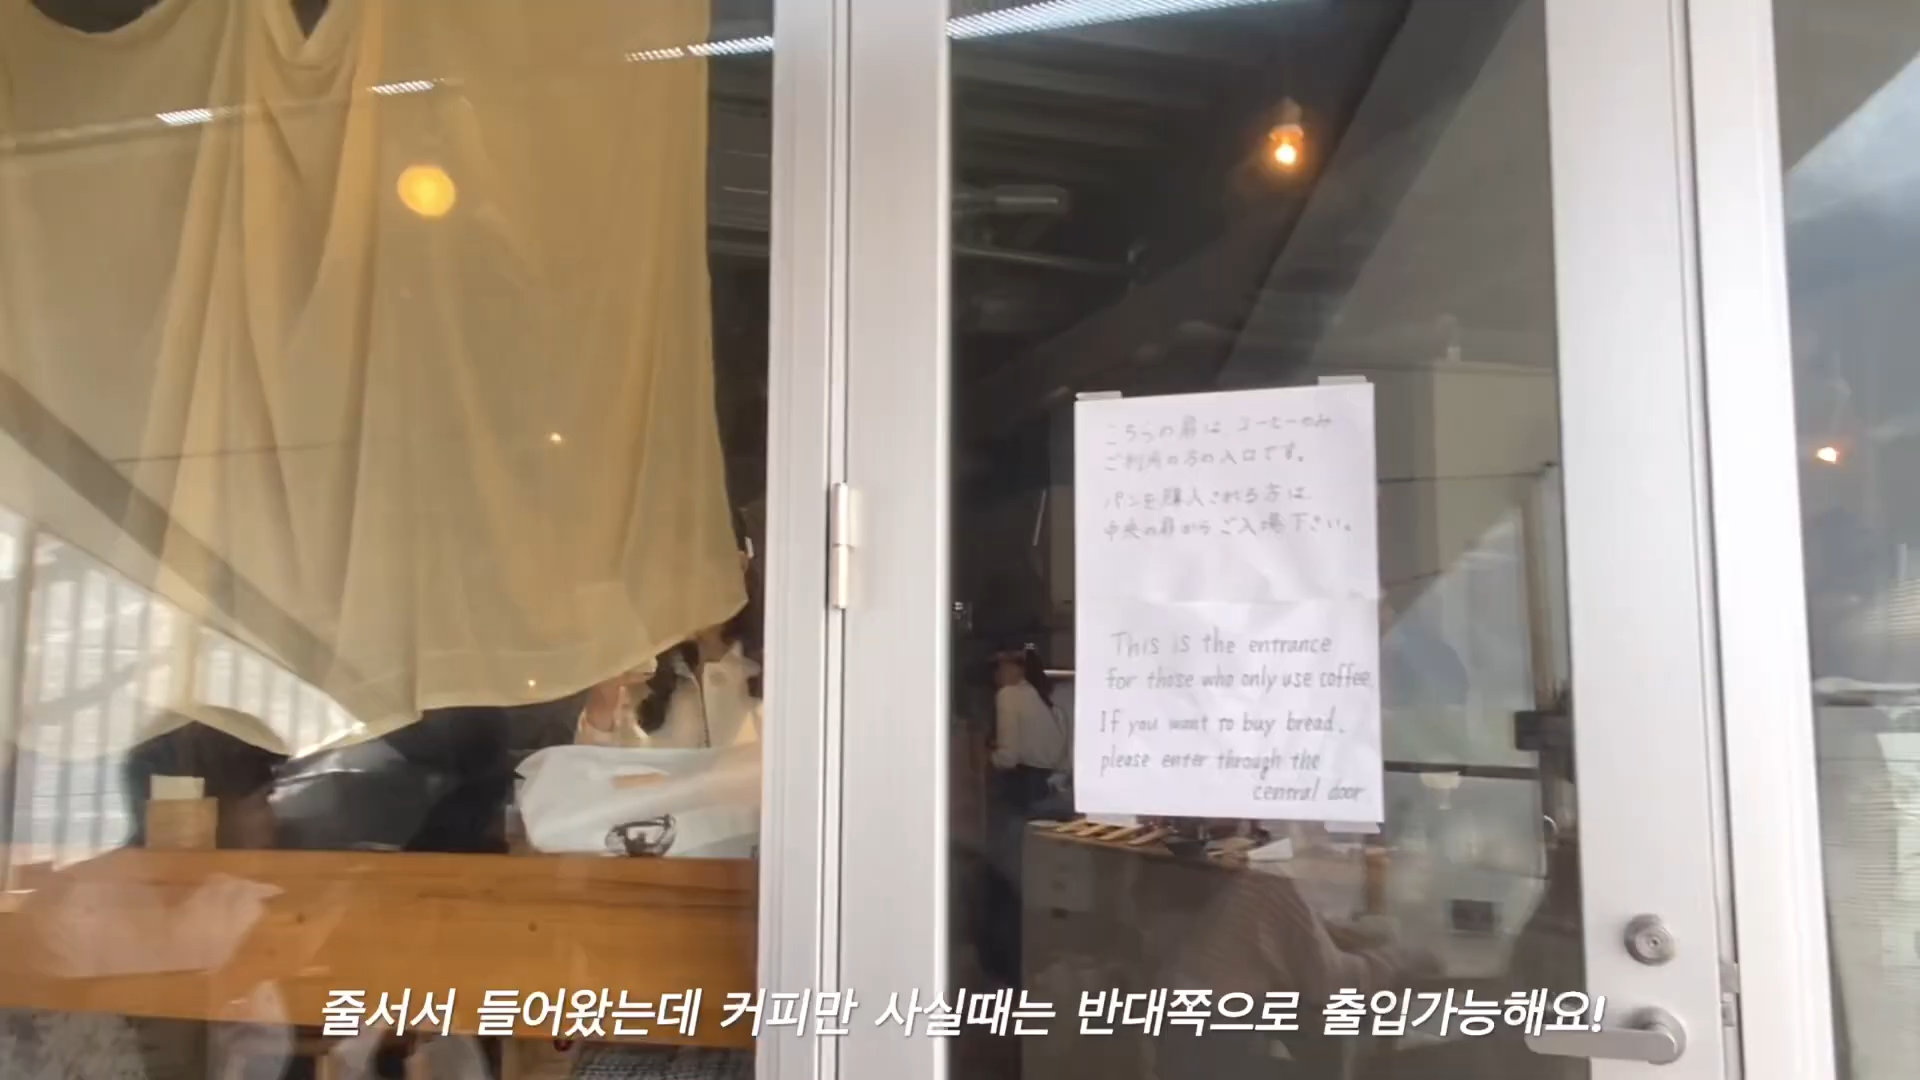 こちらの扉は、コーヒーのみ
ご利用の方の入口です。
パンを購入される方は、
中央の扉からご入場下さい。
This is the entrance
for those who only use coffee.
If you want to buy bread.
please enter through the
central door
줄서서 들어왔는데 커피만 사실때는 반대쪽으로 출입가능해요!